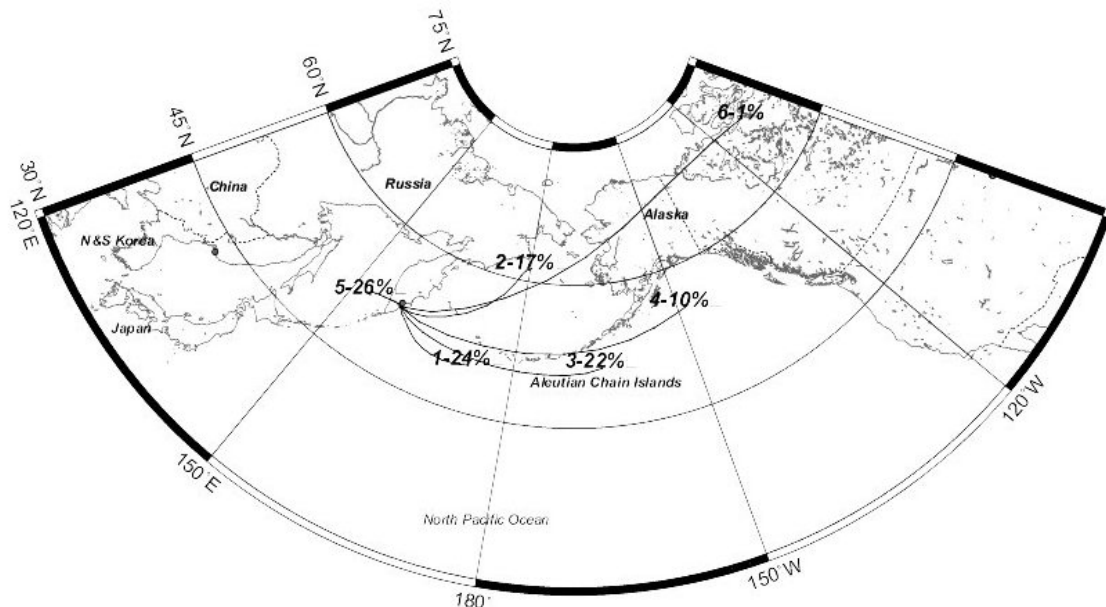 75°N
60°N
45°N
30°N
120°E
6-1%
China
Russia
Alaska
N&S Korea
2-17%
5-26%
4-10%
Japan
1-24%
3-22%
Aleutian Chain Islands
120°W
150°E
North Pacific Ocean
150°W
180°